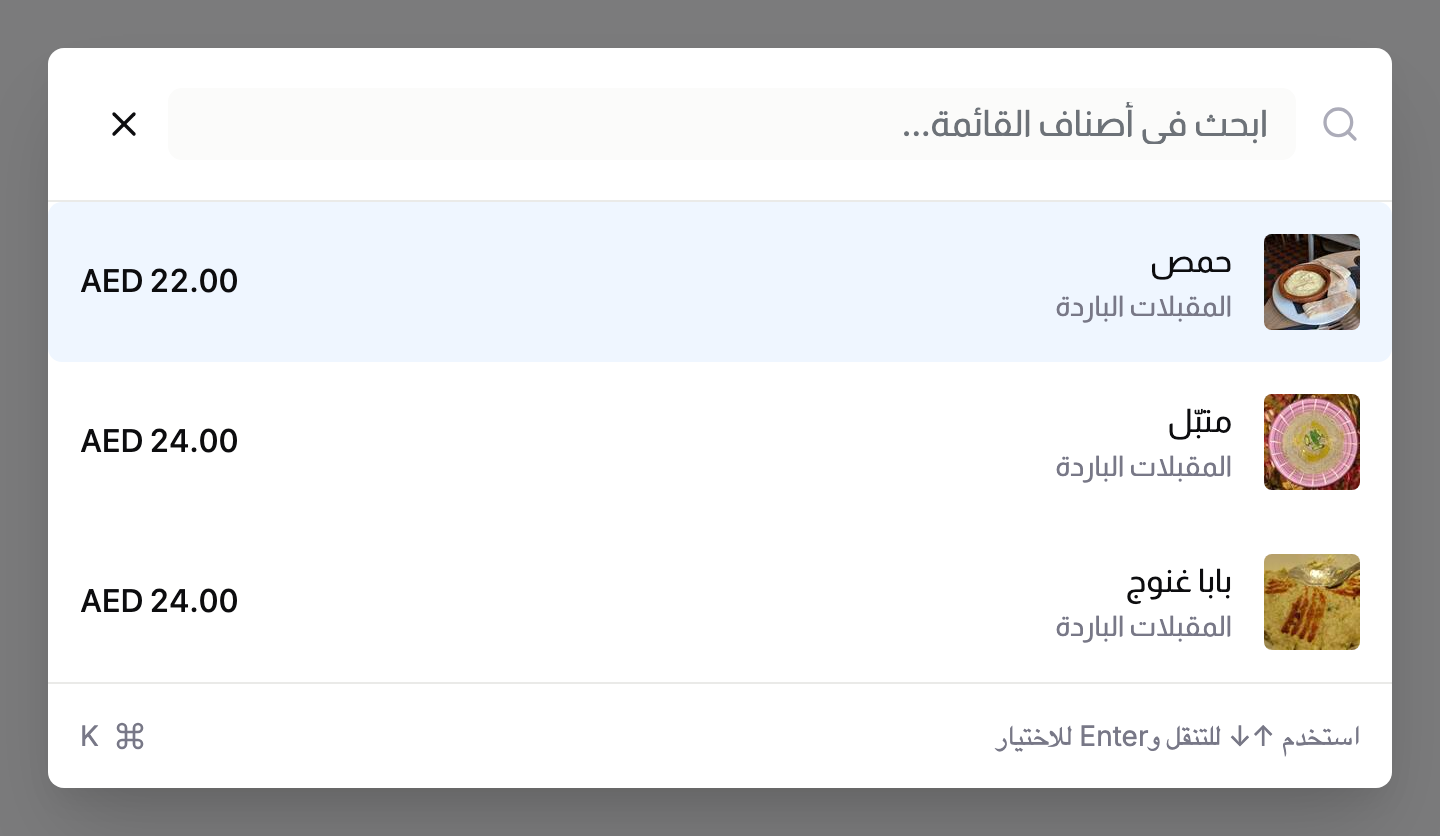 ابحث في أصناف القائمة...
حمص
المقبلات الباردة
AED 22.00
متبّل
المقبلات الباردة
AED 24.00
بابا غنوج
المقبلات الباردة
AED 24.00
استخدم ↑↓ للتنقل وEnter للاختيار
⌘ K